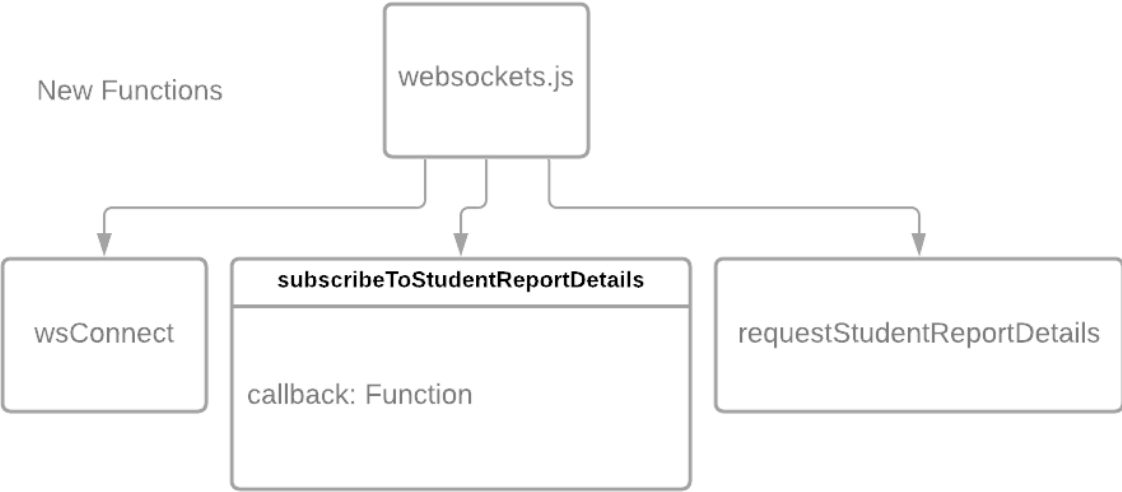 New Functions
websockets.js
wsConnect
subscribeToStudentReportDetails
callback: Function
requestStudentReportDetails